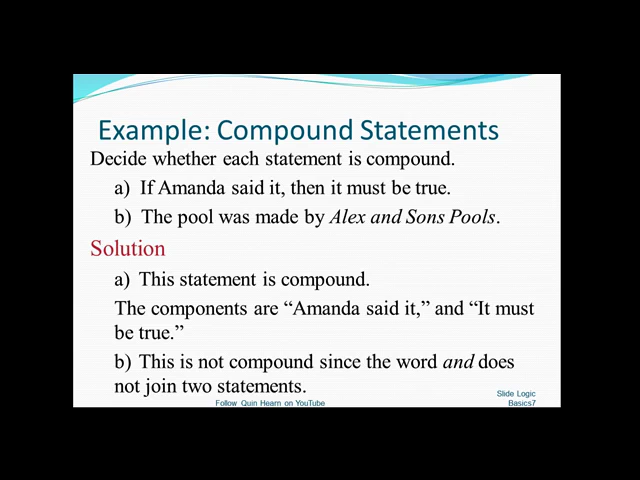 Example: Compound Statements
Decide whether each statement is compound.
a) If Amanda said it, then it must be true.
b) The pool was made by Alex and Sons Pools.
Solution
a) This statement is compound.
The components are “Amanda said it,” and “It must
be true.”
b) This is not compound since the word and does
not join two statements.
Slide Logic
Basics7
Follow Quin Hearn on YouTube